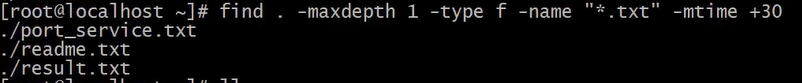 [root@localhost ~]# find . -maxdepth 1 -type f -name "*.txt" -mtime +30
./port_service.txt
./readme.txt
./result.txt